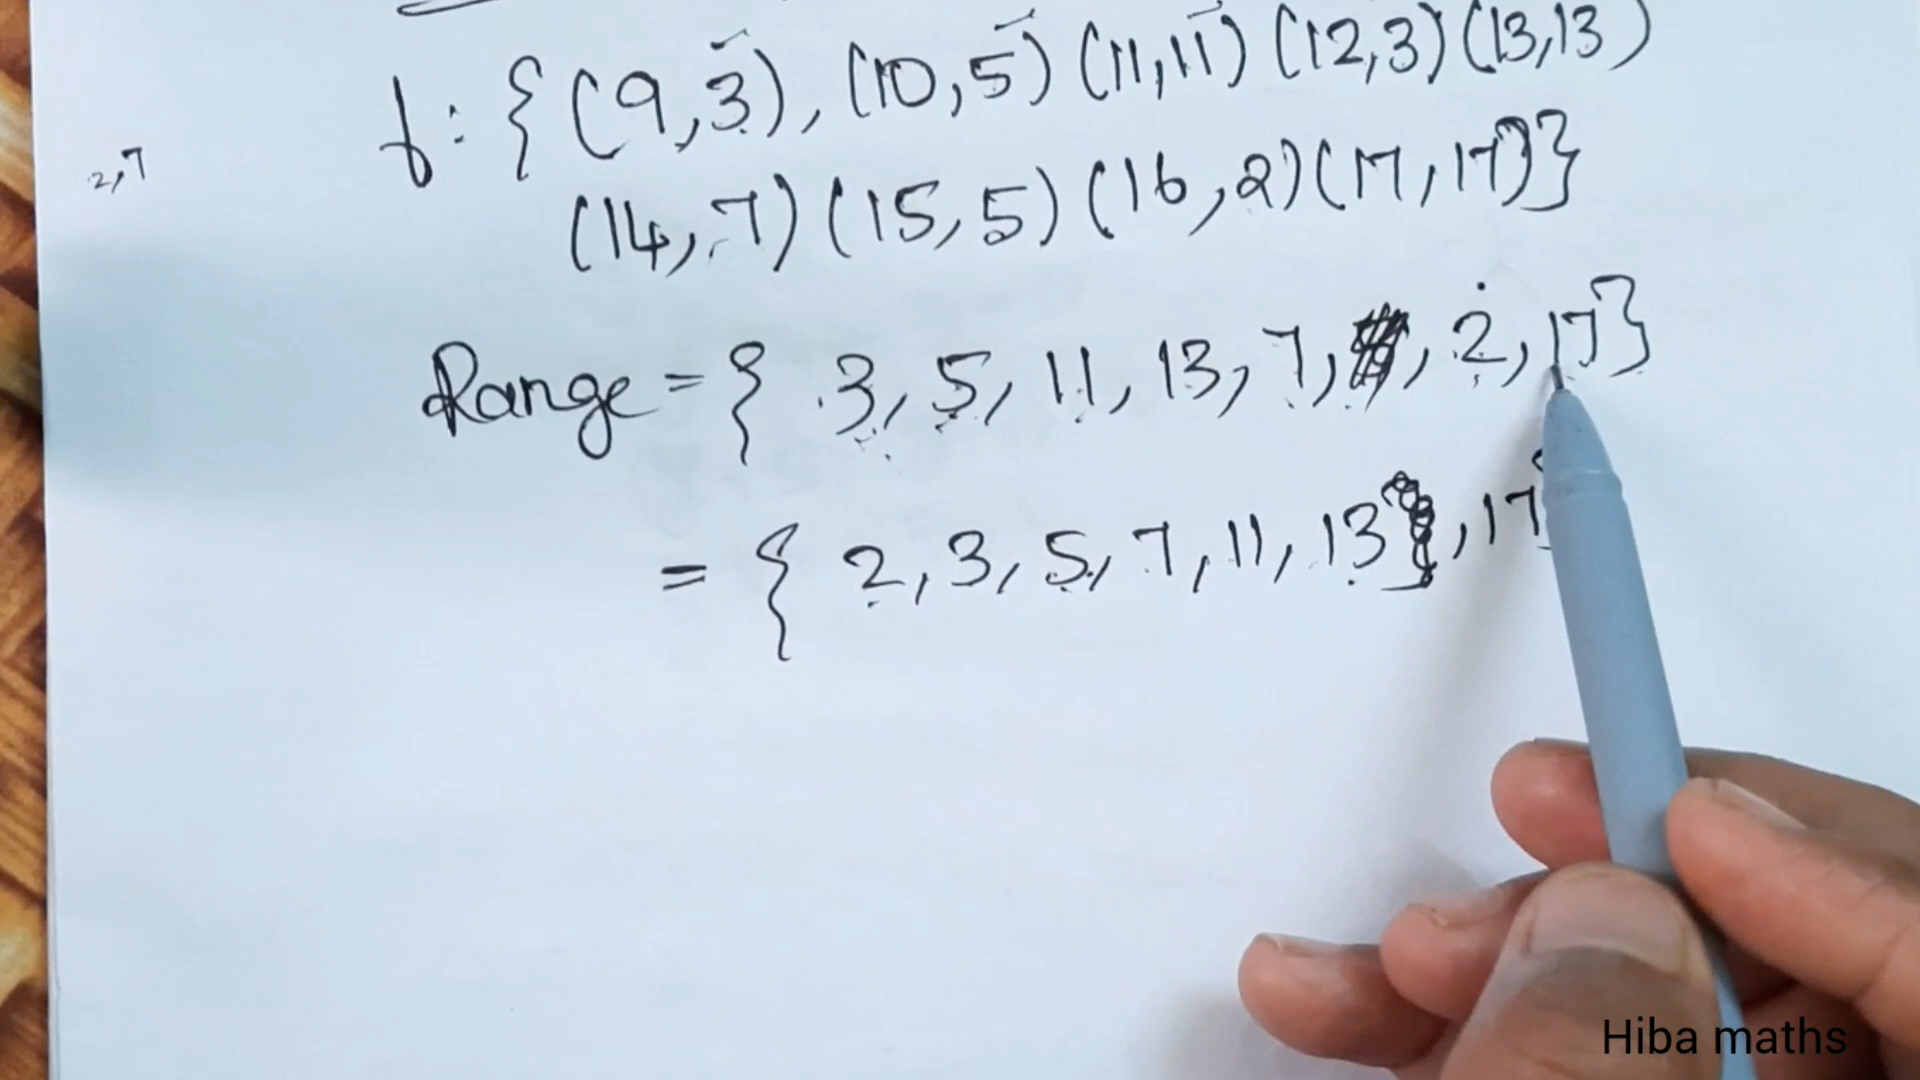 f: {(9,3), (10,5) (11,11) (12,3) (13,13)
2,7
(14,7) (15,5) (16,2) (17,17)}
Range = { 3, 5, 11, 13, 7, , 2, 17}
= { 2, 3, 5, 7, 11, 13 , 17
Hiba maths